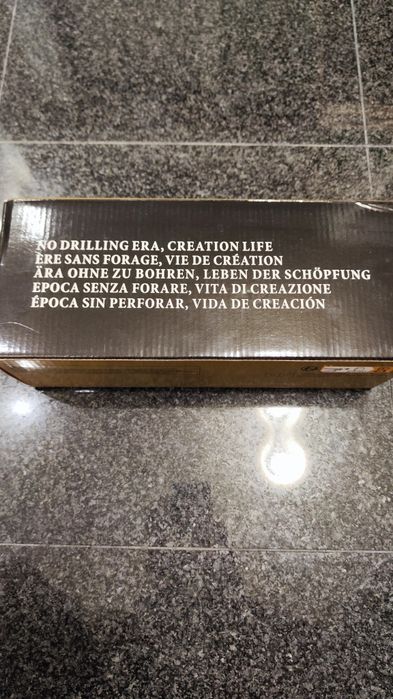 NO DRILLING ERA, CREATION LIFE
ÈRE SANS FORAGE, VIE DE CRÉATION
ÄRA OHNE ZU BOHREN, LEBEN DER SCHÖPFUNG
EPOCA SENZA FORARE, VITA DI CREAZIONE
ÉPOCA SIN PERFORAR, VIDA DE CREACIÓN